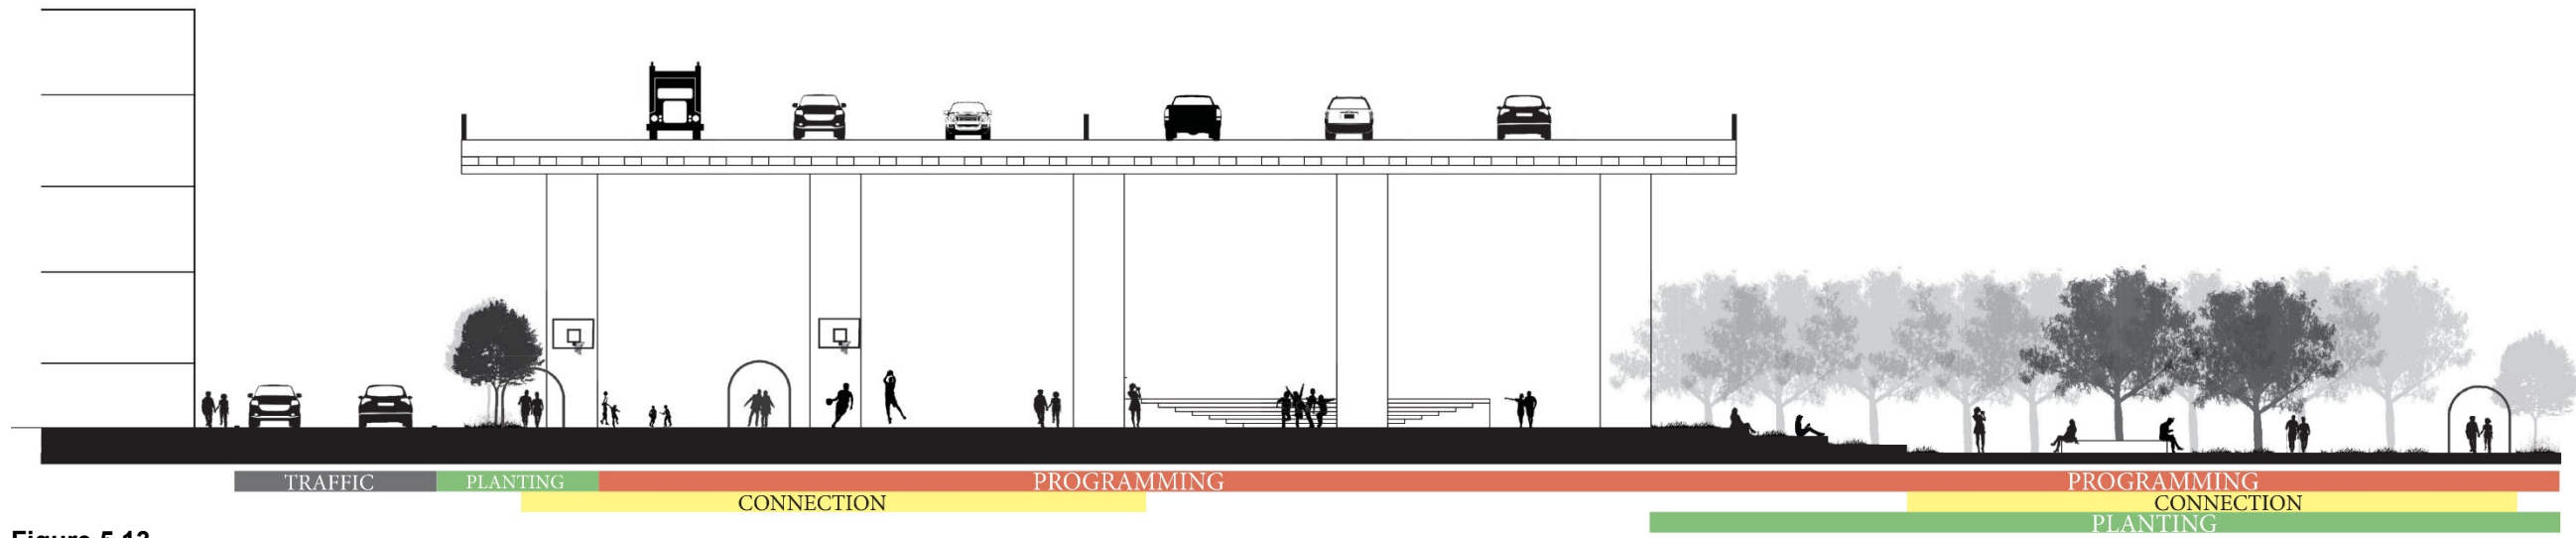 TRAFFIC PLANTING PROGRAMMING PROGRAMMING
CONNECTION CONNECTION
PLANTING